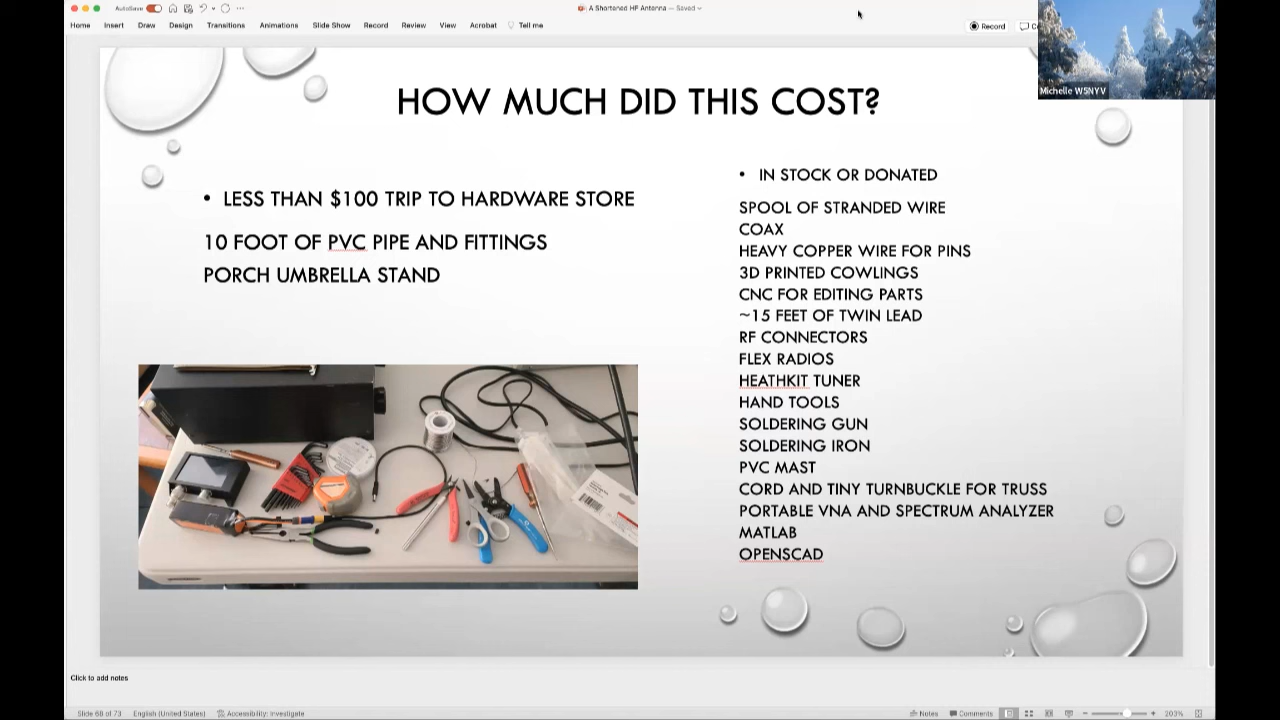 AutoSave
A Shortened HF Antenna — Saved
Home Insert Draw Design Transitions Animations Slide Show Record Review View Acrobat Tell me
Record
Michelle W5NYV
HOW MUCH DID THIS COST?
• LESS THAN $100 TRIP TO HARDWARE STORE
10 FOOT OF PVC PIPE AND FITTINGS
PORCH UMBRELLA STAND
• IN STOCK OR DONATED
SPOOL OF STRANDED WIRE
COAX
HEAVY COPPER WIRE FOR PINS
3D PRINTED COWLINGS
CNC FOR EDITING PARTS
~15 FEET OF TWIN LEAD
RF CONNECTORS
FLEX RADIOS
HEATHKIT TUNER
HAND TOOLS
SOLDERING GUN
SOLDERING IRON
PVC MAST
CORD AND TINY TURNBUCKLE FOR TRUSS
PORTABLE VNA AND SPECTRUM ANALYZER
MATLAB
OPENSCAD
Click to add notes
Slide 68 of 73 English (United States) Accessibility: Investigate Notes Comments 203%